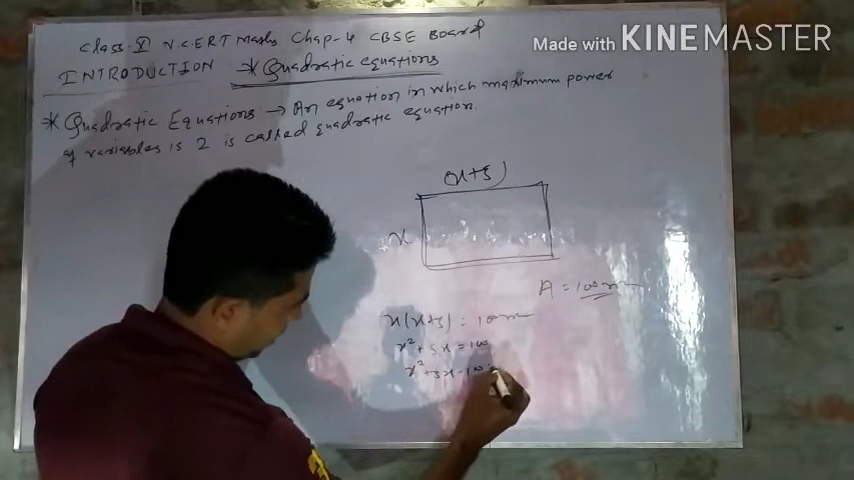 Class-X N.C.E.R.T Maths Chap-4 CBSE Board
Made with KINEMASTER
INTRODUCTION → * Quadratic equations
* Quadratic Equations → An equation in which maximum power
of variables is 2 is called quadratic equation.
(x+5)
x
A = 100 m
x(x+5) = 100m
x² + 5x = 100
x² + 5x - 100 =